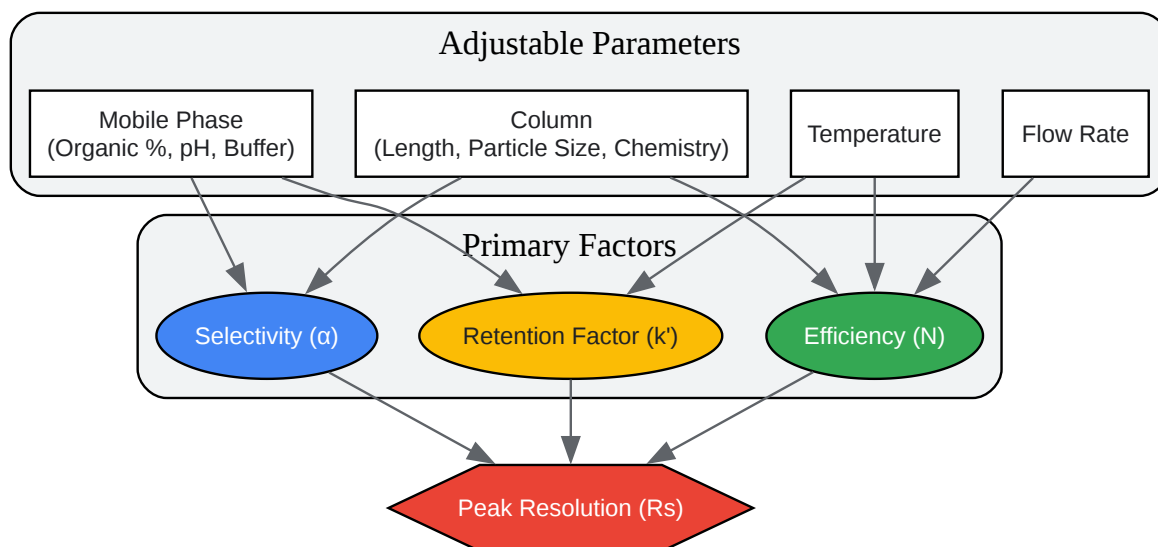 Adjustable Parameters
Mobile Phase
(Organic %, pH, Buffer)
Column
(Length, Particle Size, Chemistry)
Temperature
Flow Rate
Primary Factors
Selectivity (α)
Retention Factor (k')
Efficiency (N)
Peak Resolution (Rs)